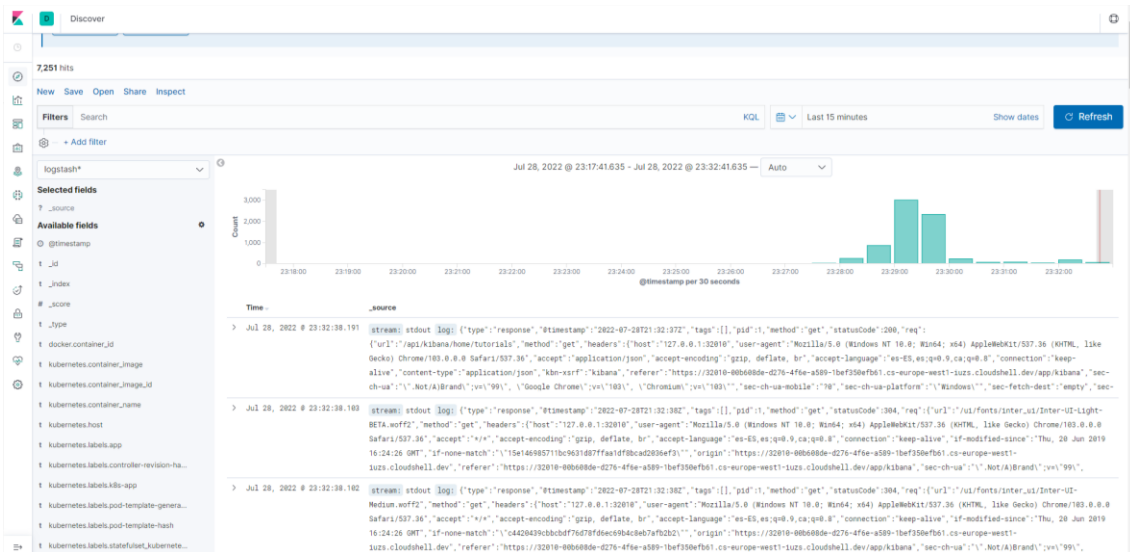 D Discover
7,251 hits
New Save Open Share Inspect
Filters Search KQL Last 15 minutes Show dates Refresh
+ Add filter
logstash*
Jul 28, 2022 @ 23:17:41.635 - Jul 28, 2022 @ 23:32:41.635 — Auto
Selected fields
? _source
Available fields
@timestamp
t _id
t _index
# _score
t _type
t docker.container_id
t kubernetes.container_image
t kubernetes.container_image_id
t kubernetes.container_name
t kubernetes.host
t kubernetes.labels.app
t kubernetes.labels.controller-revision-ha...
t kubernetes.labels.k8s-app
t kubernetes.labels.pod-template-genera...
t kubernetes.labels.pod-template-hash
t kubernetes.labels.statefulset_kubernete...
Count
3,000
2,000
1,000
0
23:18:00 23:19:00 23:20:00 23:21:00 23:22:00 23:23:00 23:24:00 23:25:00 23:26:00 23:27:00 23:28:00 23:29:00 23:30:00 23:31:00 23:32:00
@timestamp per 30 seconds
Time _source
Jul 28, 2022 @ 23:32:38.191 stream: stdout log: {"type":"response","@timestamp":"2022-07-28T21:32:37Z","tags":[],"pid":1,"method":"get","statusCode":200,"req":
{"url":"/api/kibana/home/tutorials","method":"get","headers":{"host":"127.0.0.1:32010","user-agent":"Mozilla/5.0 (Windows NT 10.0; Win64; x64) AppleWebKit/537.36 (KHTML, like
Gecko) Chrome/103.0.0.0 Safari/537.36","accept":"application/json","accept-encoding":"gzip, deflate, br","accept-language":"es-ES,es;q=0.9,ca;q=0.8","connection":"keep-
alive","content-type":"application/json","kbn-xsrf":"kibana","referer":"https://32010-00b608de-d276-4f6e-a589-1bef350efb61.cs-europe-west1-iuzs.cloudshell.dev/app/kibana","sec-
ch-ua":"\".Not/A)Brand\";v=\"99\", \"Google Chrome\";v=\"103\", \"Chromium\";v=\"103\"","sec-ch-ua-mobile":"?0","sec-ch-ua-platform":"\"Windows\"","sec-fetch-dest":"empty","sec-
Jul 28, 2022 @ 23:32:38.103 stream: stdout log: {"type":"response","@timestamp":"2022-07-28T21:32:38Z","tags":[],"pid":1,"method":"get","statusCode":304,"req":{"url":"/ui/fonts/inter_ui/Inter-UI-Light-
BETA.woff2","method":"get","headers":{"host":"127.0.0.1:32010","user-agent":"Mozilla/5.0 (Windows NT 10.0; Win64; x64) AppleWebKit/537.36 (KHTML, like Gecko) Chrome/103.0.0.0
Safari/537.36","accept":"*/*","accept-encoding":"gzip, deflate, br","accept-language":"es-ES,es;q=0.9,ca;q=0.8","connection":"keep-alive","if-modified-since":"Thu, 20 Jun 2019
16:24:26 GMT","if-none-match":"\"15e146985711bc9631d87ffaa1df8bcad2036ef3\"","origin":"https://32010-00b608de-d276-4f6e-a589-1bef350efb61.cs-europe-west1-
iuzs.cloudshell.dev","referer":"https://32010-00b608de-d276-4f6e-a589-1bef350efb61.cs-europe-west1-iuzs.cloudshell.dev/app/kibana","sec-ch-ua":"\".Not/A)Brand\";v=\"99\",
Jul 28, 2022 @ 23:32:38.102 stream: stdout log: {"type":"response","@timestamp":"2022-07-28T21:32:38Z","tags":[],"pid":1,"method":"get","statusCode":304,"req":{"url":"/ui/fonts/inter_ui/Inter-UI-
Medium.woff2","method":"get","headers":{"host":"127.0.0.1:32010","user-agent":"Mozilla/5.0 (Windows NT 10.0; Win64; x64) AppleWebKit/537.36 (KHTML, like Gecko) Chrome/103.0.0.0
Safari/537.36","accept":"*/*","accept-encoding":"gzip, deflate, br","accept-language":"es-ES,es;q=0.9,ca;q=0.8","connection":"keep-alive","if-modified-since":"Thu, 20 Jun 2019
16:24:26 GMT","if-none-match":"\"c4420439cbbcbdf76d78fd6ec69b4c8eb7afb2b2\"","origin":"https://32010-00b608de-d276-4f6e-a589-1bef350efb61.cs-europe-west1-
iuzs.cloudshell.dev","referer":"https://32010-00b608de-d276-4f6e-a589-1bef350efb61.cs-europe-west1-iuzs.cloudshell.dev/app/kibana","sec-ch-ua":"\".Not/A)Brand\";v=\"99\",